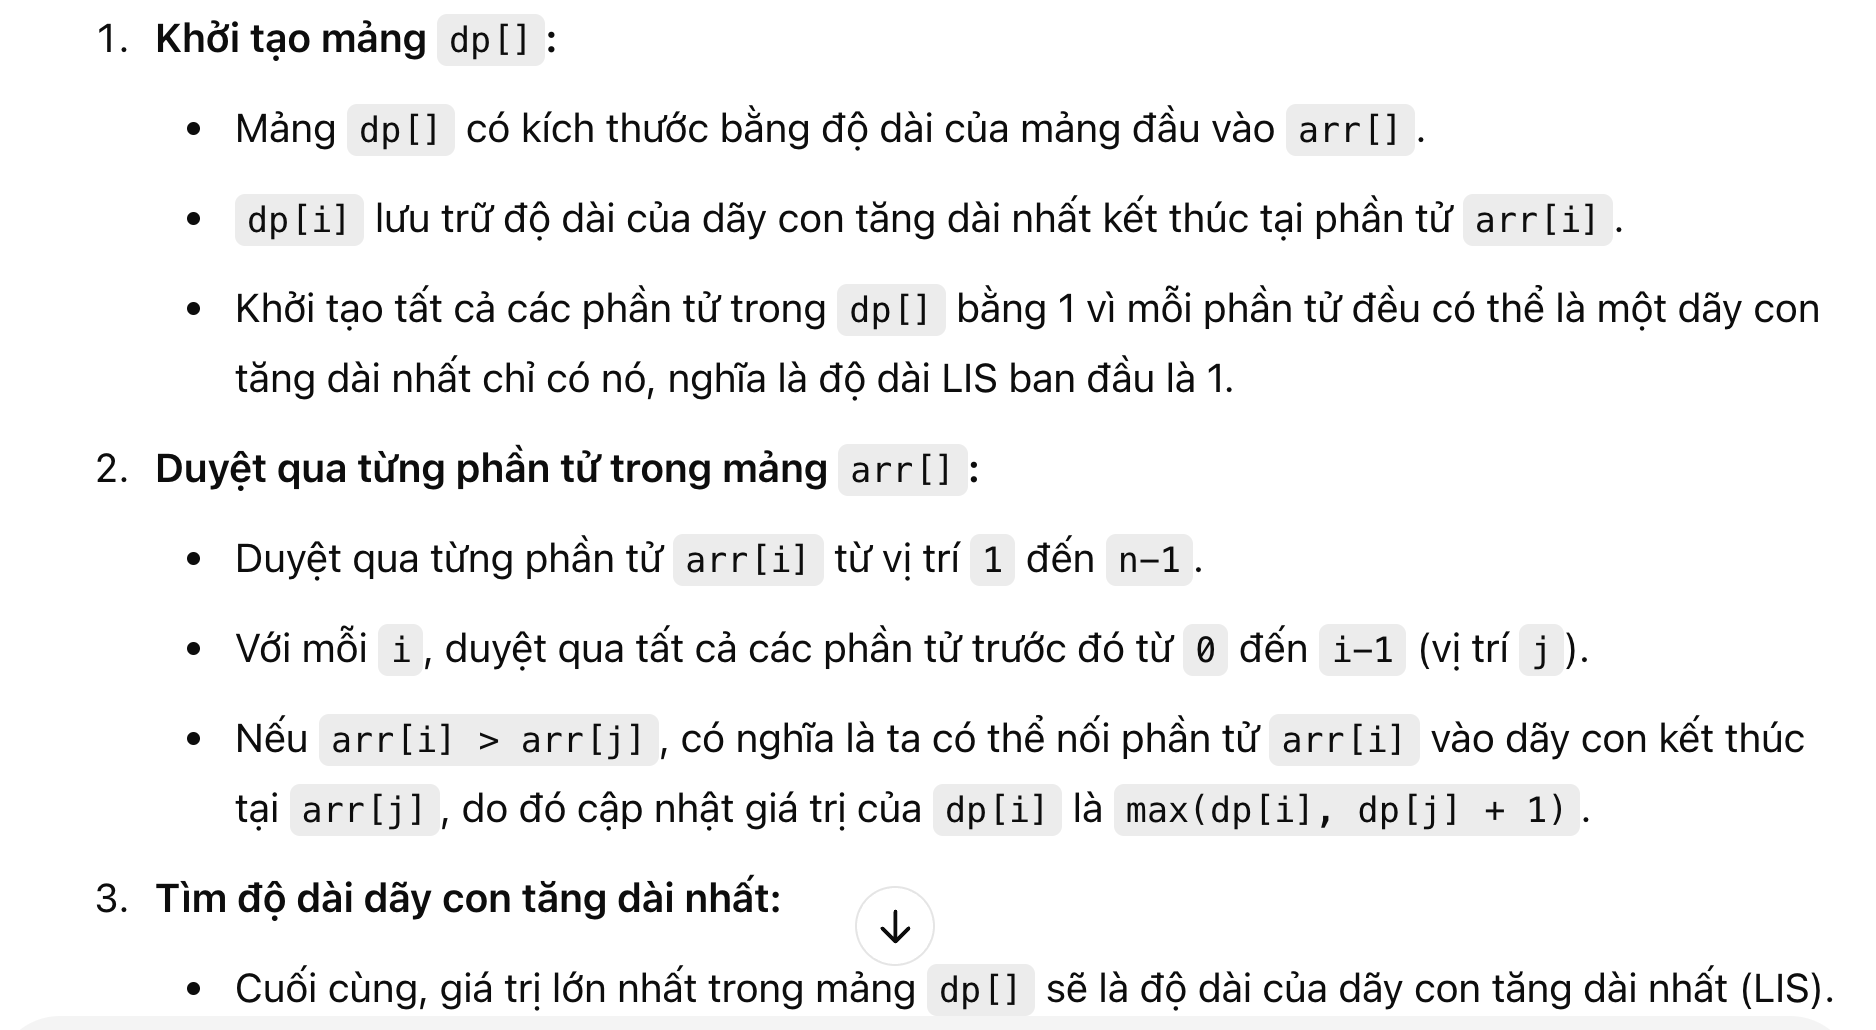 1. Khởi tạo mảng dp[]:
• Mảng dp[] có kích thước bằng độ dài của mảng đầu vào arr[].
• dp[i] lưu trữ độ dài của dãy con tăng dài nhất kết thúc tại phần tử arr[i].
• Khởi tạo tất cả các phần tử trong dp[] bằng 1 vì mỗi phần tử đều có thể là một dãy con
tăng dài nhất chỉ có nó, nghĩa là độ dài LIS ban đầu là 1.
2. Duyệt qua từng phần tử trong mảng arr[]:
• Duyệt qua từng phần tử arr[i] từ vị trí 1 đến n-1.
• Với mỗi i, duyệt qua tất cả các phần tử trước đó từ 0 đến i-1 (vị trí j).
• Nếu arr[i] > arr[j], có nghĩa là ta có thể nối phần tử arr[i] vào dãy con kết thúc
tại arr[j], do đó cập nhật giá trị của dp[i] là max(dp[i], dp[j] + 1).
3. Tìm độ dài dãy con tăng dài nhất:
• Cuối cùng, giá trị lớn nhất trong mảng dp[] sẽ là độ dài của dãy con tăng dài nhất (LIS).